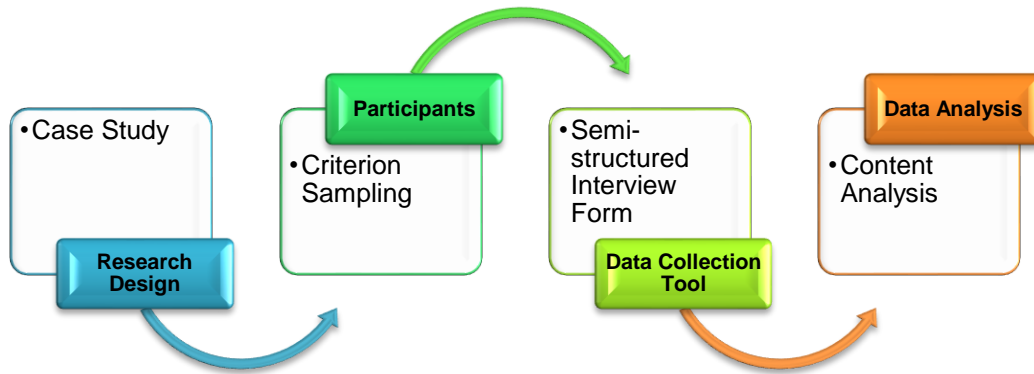 •Case Study
Research
Design
Participants
•Criterion
Sampling
•Semi-
structured
Interview
Form
Data Collection
Tool
Data Analysis
•Content
Analysis